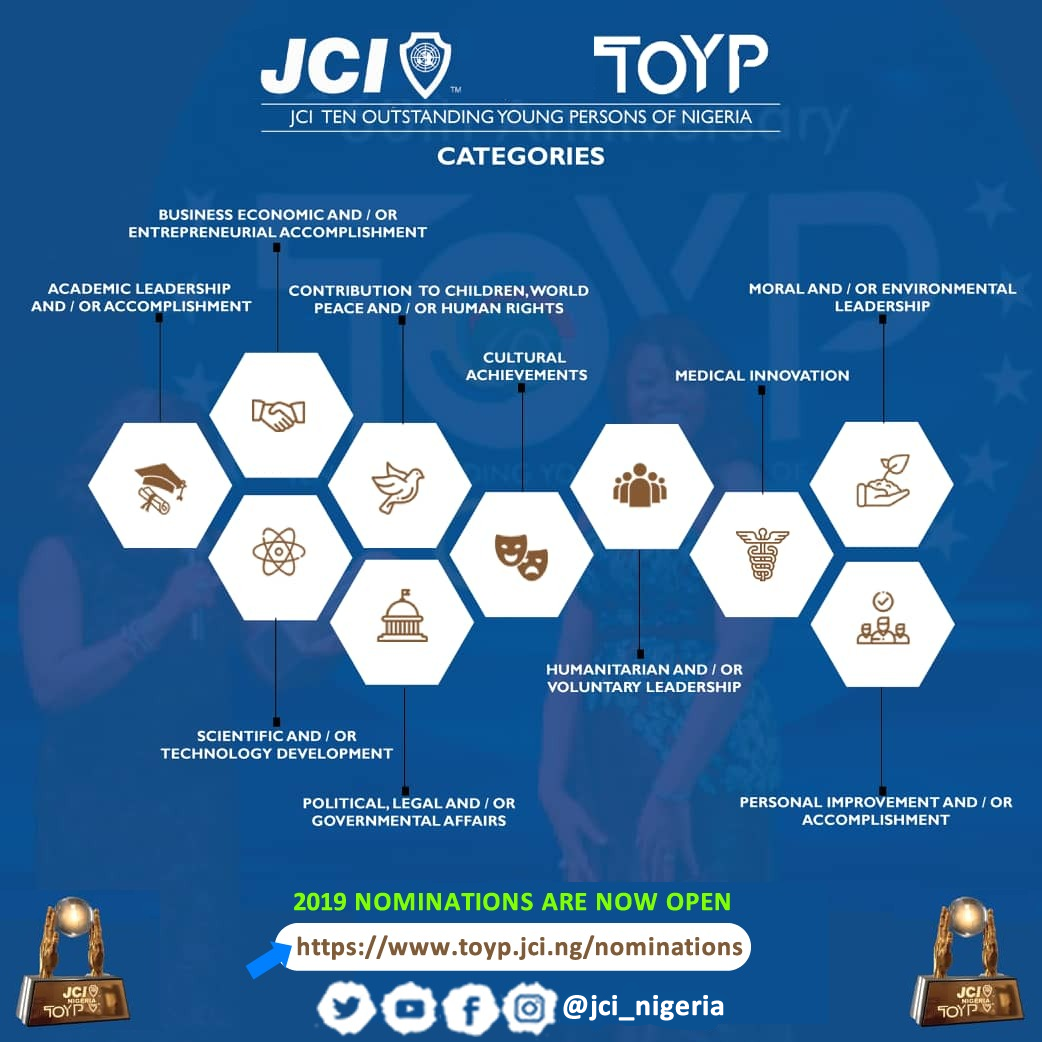 JCI TM TOYP
JCI TEN OUTSTANDING YOUNG PERSONS OF NIGERIA
CATEGORIES
BUSINESS ECONOMIC AND / OR
ENTREPRENEURIAL ACCOMPLISHMENT
ACADEMIC LEADERSHIP
AND / OR ACCOMPLISHMENT
CONTRIBUTION TO CHILDREN, WORLD
PEACE AND / OR HUMAN RIGHTS
CULTURAL
ACHIEVEMENTS
MEDICAL INNOVATION
MORAL AND / OR ENVIRONMENTAL
LEADERSHIP
HUMANITARIAN AND / OR
VOLUNTARY LEADERSHIP
SCIENTIFIC AND / OR
TECHNOLOGY DEVELOPMENT
POLITICAL, LEGAL AND / OR
GOVERNMENTAL AFFAIRS
PERSONAL IMPROVEMENT AND / OR
ACCOMPLISHMENT
2019 NOMINATIONS ARE NOW OPEN
https://www.toyp.jci.ng/nominations
@jci_nigeria
JCI
NIGERIA
TOYP
JCI
NIGERIA
TOYP
TOYP